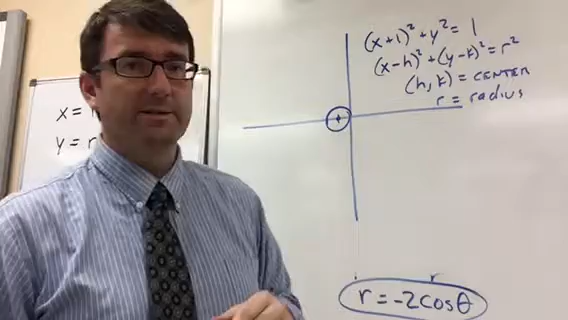 (x+1)²+y²= 1
(x-h)²+(y-k)²=r²
(h,k) = CENTER
r = radius
x =
y = r
r = -2cosθ